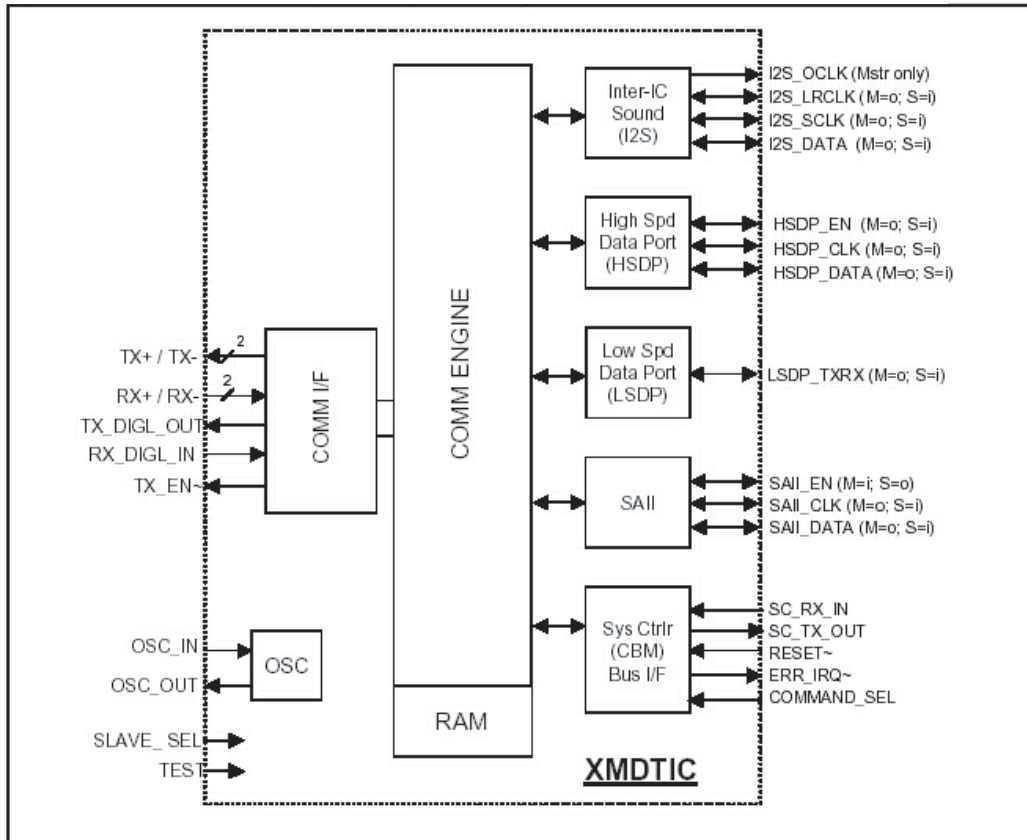 TX+ / TX-
2
RX+ / RX-
2
TX_DIGL_OUT
RX_DIGL_IN
TX_EN~
OSC_IN
OSC_OUT
SLAVE_ SEL
TEST
COMM I/F
OSC
COMM ENGINE
RAM
Inter-IC
Sound
(I2S)
High Spd
Data Port
(HSDP)
Low Spd
Data Port
(LSDP)
SAII
Sys Ctrlr
(CBM)
Bus I/F
XMDTIC
I2S_OCLK (Mstr only)
I2S_LRCLK (M=o; S=i)
I2S_SCLK (M=o; S=i)
I2S_DATA (M=o; S=i)
HSDP_EN (M=o; S=i)
HSDP_CLK (M=o; S=i)
HSDP_DATA (M=o; S=i)
LSDP_TXRX (M=o; S=i)
SAII_EN (M=i; S=o)
SAII_CLK (M=o; S=i)
SAII_DATA (M=o; S=i)
SC_RX_IN
SC_TX_OUT
RESET~
ERR_IRQ~
COMMAND_SEL